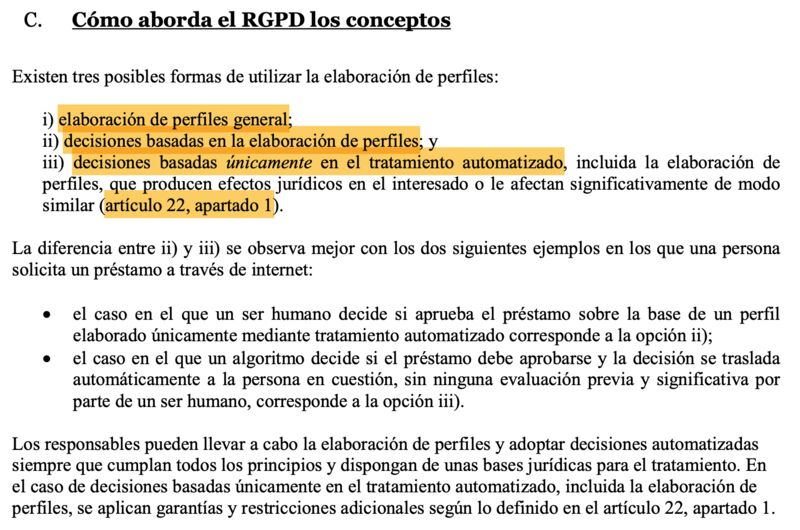 C. Cómo aborda el RGPD los conceptos
Existen tres posibles formas de utilizar la elaboración de perfiles:
i) elaboración de perfiles general;
ii) decisiones basadas en la elaboración de perfiles; y
iii) decisiones basadas únicamente en el tratamiento automatizado, incluida la elaboración de
perfiles, que producen efectos jurídicos en el interesado o le afectan significativamente de modo
similar (artículo 22, apartado 1).
La diferencia entre ii) y iii) se observa mejor con los dos siguientes ejemplos en los que una persona
solicita un préstamo a través de internet:
• el caso en el que un ser humano decide si aprueba el préstamo sobre la base de un perfil
elaborado únicamente mediante tratamiento automatizado corresponde a la opción ii);
• el caso en el que un algoritmo decide si el préstamo debe aprobarse y la decisión se traslada
automáticamente a la persona en cuestión, sin ninguna evaluación previa y significativa por
parte de un ser humano, corresponde a la opción iii).
Los responsables pueden llevar a cabo la elaboración de perfiles y adoptar decisiones automatizadas
siempre que cumplan todos los principios y dispongan de unas bases jurídicas para el tratamiento. En
el caso de decisiones basadas únicamente en el tratamiento automatizado, incluida la elaboración de
perfiles, se aplican garantías y restricciones adicionales según lo definido en el artículo 22, apartado 1.